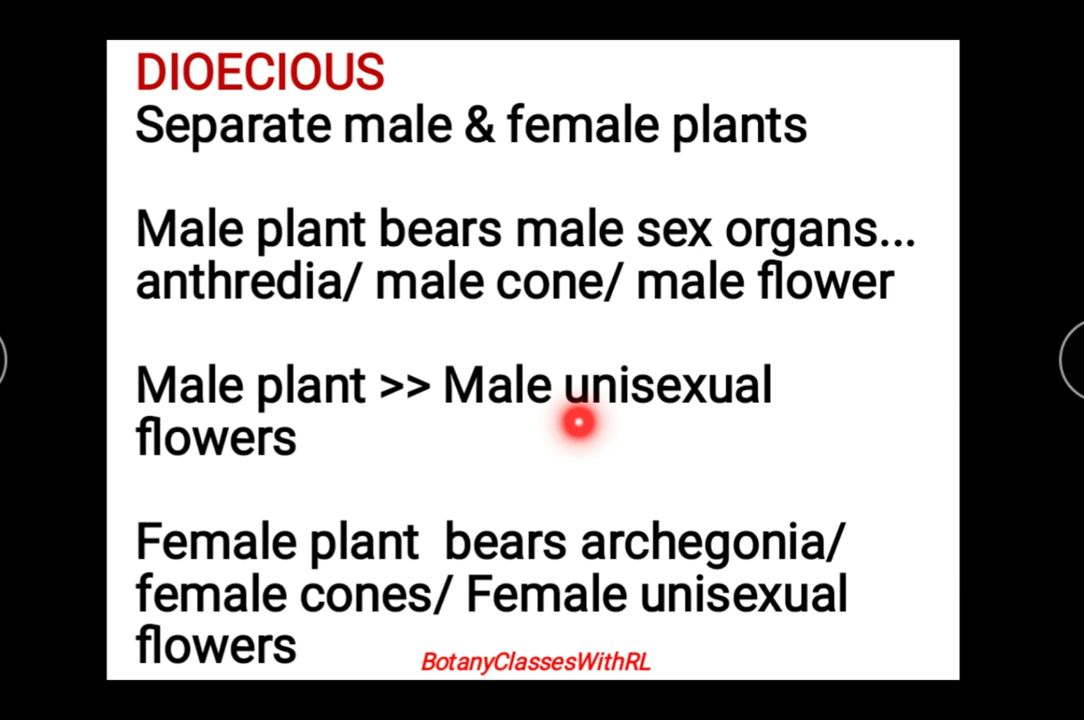 DIOECIOUS
Separate male & female plants
Male plant bears male sex organs...
anthredia/ male cone/ male flower
Male plant >> Male unisexual
flowers
Female plant bears archegonia/
female cones/ Female unisexual
flowers
BotanyClassesWithRL